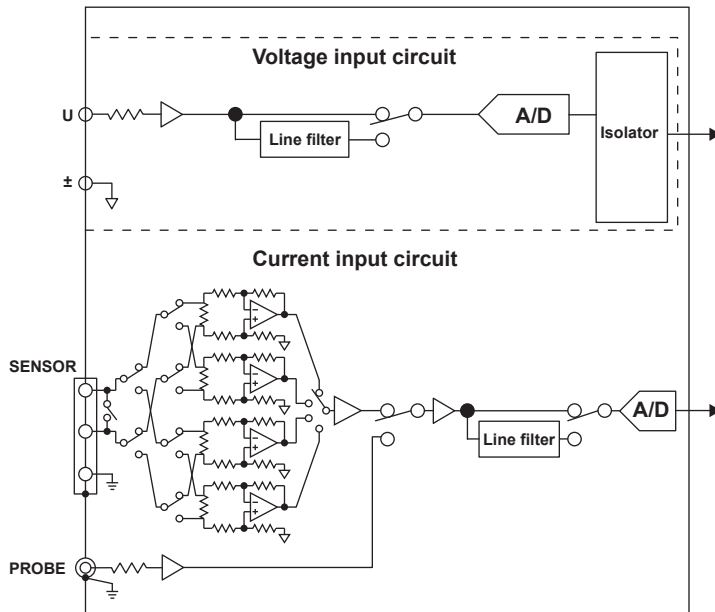 Voltage input circuit
U
A/D
Line filter
Isolator
±
Current input circuit
SENSOR
− +
− +
− +
− +
A/D
Line filter
PROBE